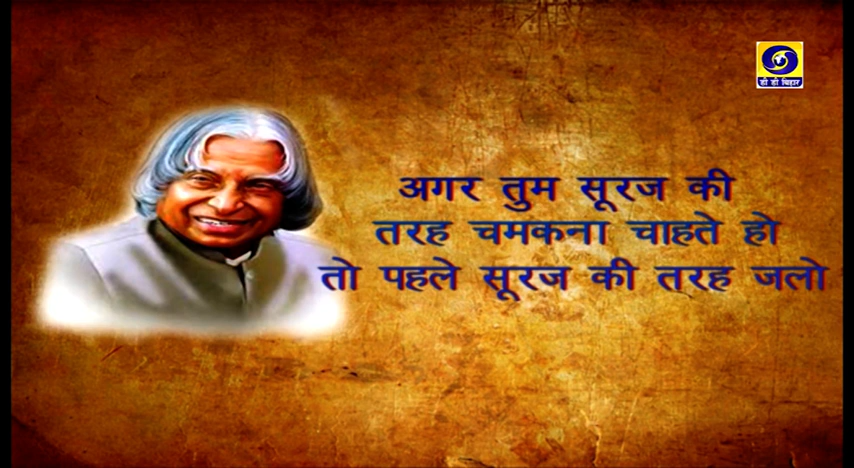 डी डी बिहार
अगर तुम सूरज की
तरह चमकना चाहते हो
तो पहले सूरज की तरह जलो